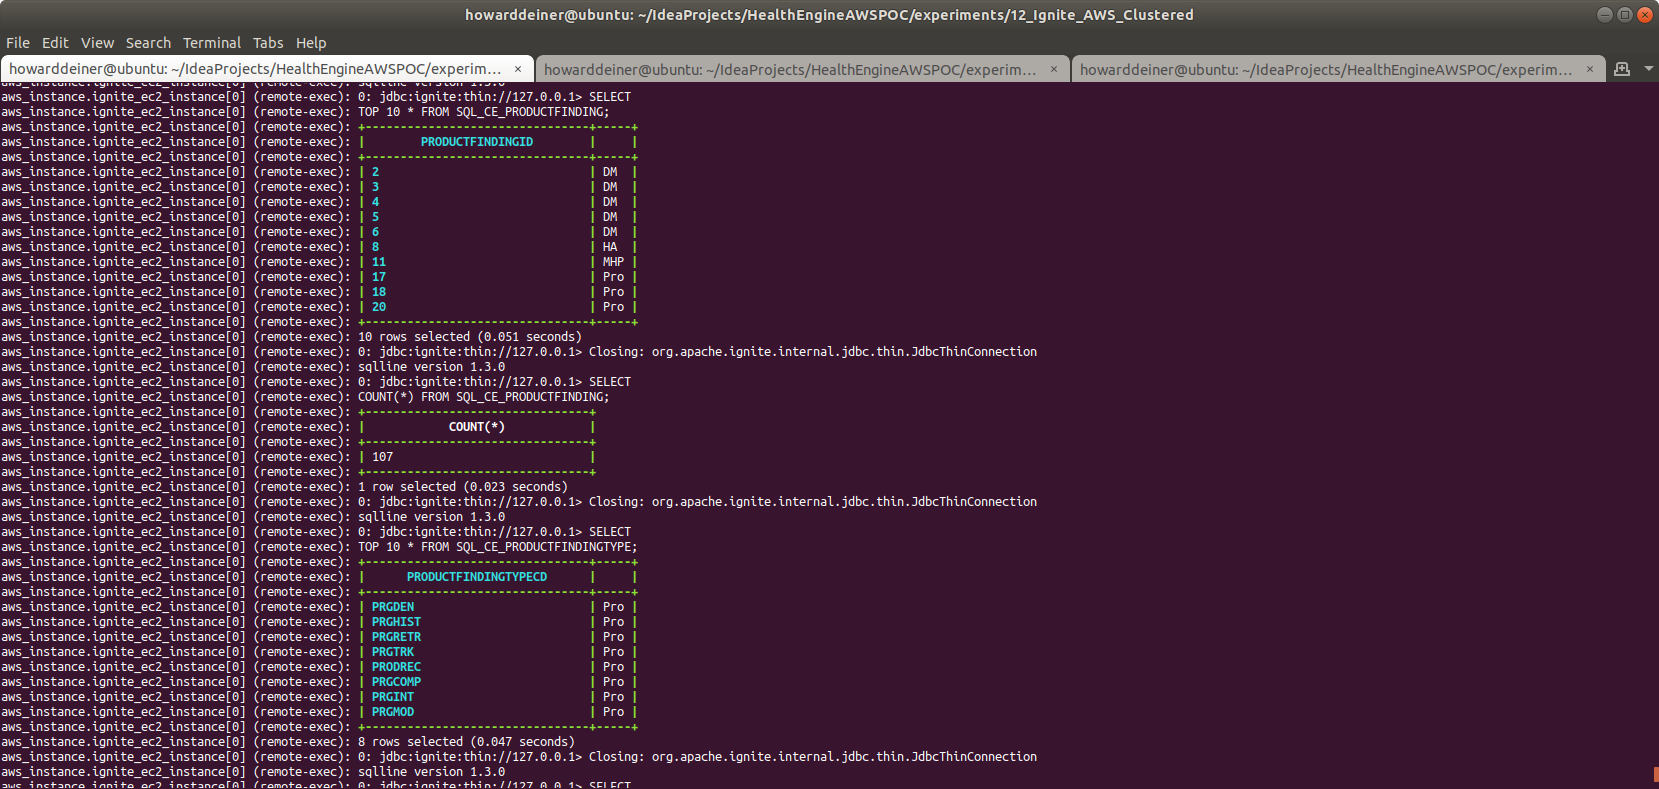 howarddeiner@ubuntu: ~/IdeaProjects/HealthEngineAWSPOC/experiments/12_Ignite_AWS_Clustered
File Edit View Search Terminal Tabs Help
howarddeiner@ubuntu: ~/IdeaProjects/HealthEngineAWSPOC/experim... × howarddeiner@ubuntu: ~/IdeaProjects/HealthEngineAWSPOC/experim... × howarddeiner@ubuntu: ~/IdeaProjects/HealthEngineAWSPOC/experim... ×
aws_instance.ignite_ec2_instance[0] (remote-exec): sqlline version 1.3.0
aws_instance.ignite_ec2_instance[0] (remote-exec): 0: jdbc:ignite:thin://127.0.0.1> SELECT
aws_instance.ignite_ec2_instance[0] (remote-exec): TOP 10 * FROM SQL_CE_PRODUCTFINDING;
aws_instance.ignite_ec2_instance[0] (remote-exec): +--------------------------------+-----+
aws_instance.ignite_ec2_instance[0] (remote-exec): |        PRODUCTFINDINGID        |     |
aws_instance.ignite_ec2_instance[0] (remote-exec): +--------------------------------+-----+
aws_instance.ignite_ec2_instance[0] (remote-exec): | 2                              | DM  |
aws_instance.ignite_ec2_instance[0] (remote-exec): | 3                              | DM  |
aws_instance.ignite_ec2_instance[0] (remote-exec): | 4                              | DM  |
aws_instance.ignite_ec2_instance[0] (remote-exec): | 5                              | DM  |
aws_instance.ignite_ec2_instance[0] (remote-exec): | 6                              | DM  |
aws_instance.ignite_ec2_instance[0] (remote-exec): | 8                              | HA  |
aws_instance.ignite_ec2_instance[0] (remote-exec): | 11                             | MHP |
aws_instance.ignite_ec2_instance[0] (remote-exec): | 17                             | Pro |
aws_instance.ignite_ec2_instance[0] (remote-exec): | 18                             | Pro |
aws_instance.ignite_ec2_instance[0] (remote-exec): | 20                             | Pro |
aws_instance.ignite_ec2_instance[0] (remote-exec): +--------------------------------+-----+
aws_instance.ignite_ec2_instance[0] (remote-exec): 10 rows selected (0.051 seconds)
aws_instance.ignite_ec2_instance[0] (remote-exec): 0: jdbc:ignite:thin://127.0.0.1> Closing: org.apache.ignite.internal.jdbc.thin.JdbcThinConnection
aws_instance.ignite_ec2_instance[0] (remote-exec): sqlline version 1.3.0
aws_instance.ignite_ec2_instance[0] (remote-exec): 0: jdbc:ignite:thin://127.0.0.1> SELECT
aws_instance.ignite_ec2_instance[0] (remote-exec): COUNT(*) FROM SQL_CE_PRODUCTFINDING;
aws_instance.ignite_ec2_instance[0] (remote-exec): +--------------------------------+
aws_instance.ignite_ec2_instance[0] (remote-exec): |            COUNT(*)            |
aws_instance.ignite_ec2_instance[0] (remote-exec): +--------------------------------+
aws_instance.ignite_ec2_instance[0] (remote-exec): | 107                            |
aws_instance.ignite_ec2_instance[0] (remote-exec): +--------------------------------+
aws_instance.ignite_ec2_instance[0] (remote-exec): 1 row selected (0.023 seconds)
aws_instance.ignite_ec2_instance[0] (remote-exec): 0: jdbc:ignite:thin://127.0.0.1> Closing: org.apache.ignite.internal.jdbc.thin.JdbcThinConnection
aws_instance.ignite_ec2_instance[0] (remote-exec): sqlline version 1.3.0
aws_instance.ignite_ec2_instance[0] (remote-exec): 0: jdbc:ignite:thin://127.0.0.1> SELECT
aws_instance.ignite_ec2_instance[0] (remote-exec): TOP 10 * FROM SQL_CE_PRODUCTFINDINGTYPE;
aws_instance.ignite_ec2_instance[0] (remote-exec): +--------------------------------+-----+
aws_instance.ignite_ec2_instance[0] (remote-exec): |      PRODUCTFINDINGTYPECD      |     |
aws_instance.ignite_ec2_instance[0] (remote-exec): +--------------------------------+-----+
aws_instance.ignite_ec2_instance[0] (remote-exec): | PRGDEN                         | Pro |
aws_instance.ignite_ec2_instance[0] (remote-exec): | PRGHIST                        | Pro |
aws_instance.ignite_ec2_instance[0] (remote-exec): | PRGRETR                        | Pro |
aws_instance.ignite_ec2_instance[0] (remote-exec): | PRGTRK                         | Pro |
aws_instance.ignite_ec2_instance[0] (remote-exec): | PRODREC                        | Pro |
aws_instance.ignite_ec2_instance[0] (remote-exec): | PRGCOMP                        | Pro |
aws_instance.ignite_ec2_instance[0] (remote-exec): | PRGINT                         | Pro |
aws_instance.ignite_ec2_instance[0] (remote-exec): | PRGMOD                         | Pro |
aws_instance.ignite_ec2_instance[0] (remote-exec): +--------------------------------+-----+
aws_instance.ignite_ec2_instance[0] (remote-exec): 8 rows selected (0.047 seconds)
aws_instance.ignite_ec2_instance[0] (remote-exec): 0: jdbc:ignite:thin://127.0.0.1> Closing: org.apache.ignite.internal.jdbc.thin.JdbcThinConnection
aws_instance.ignite_ec2_instance[0] (remote-exec): sqlline version 1.3.0
aws_instance.ignite_ec2_instance[0] (remote-exec): 0: jdbc:ignite:thin://127.0.0.1> SELECT